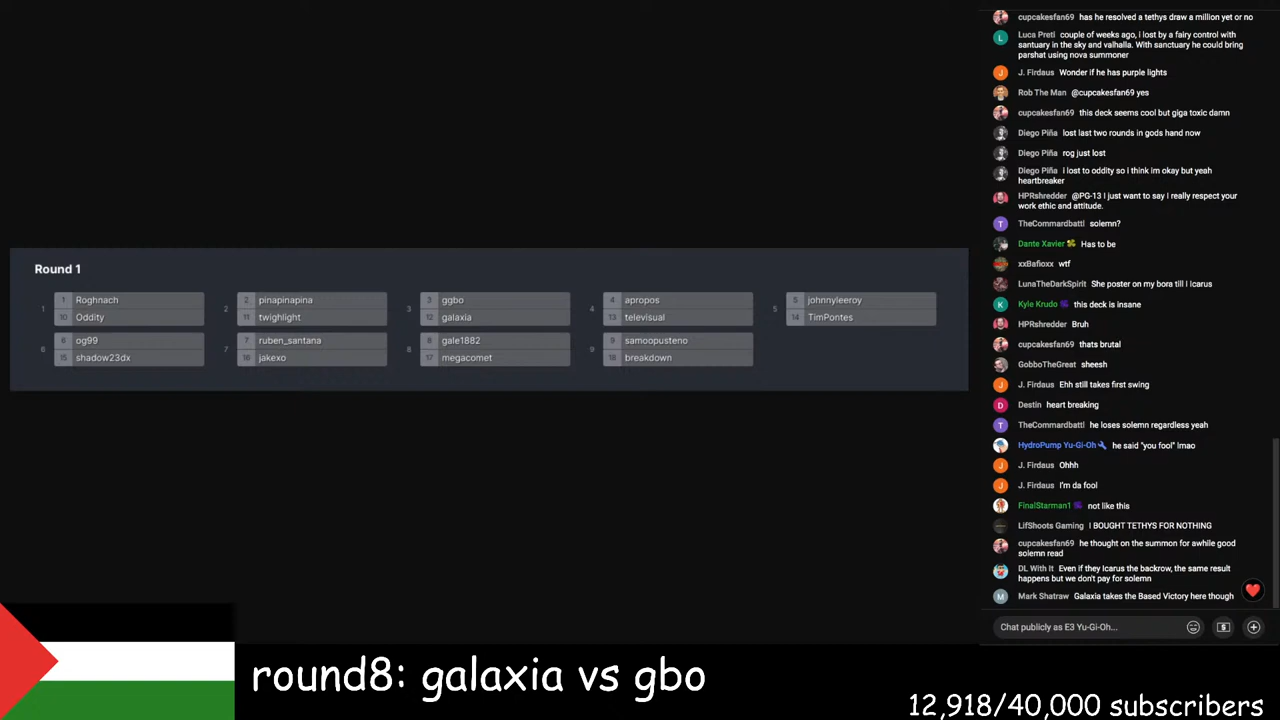 Round 1
1
1 Roghnach
10 Oddity
2
2 pinapinapina
11 twighlight
3
3 ggbo
12 galaxia
4
4 apropos
13 televisual
5
5 johnnyleeroy
14 TimPontes
6
6 og99
15 shadow23dx
7
7 ruben_santana
16 jakexo
8
8 gale1882
17 megacomet
9
9 samoopusteno
18 breakdown
cupcakesfan69 has he resolved a tethys draw a million yet or no
L Luca Preti couple of weeks ago, I lost by a fairy control with
santuary in the sky and valhalla. With sanctuary he could bring
parshat using nova summoner
J J. Firdaus Wonder if he has purple lights
Rob The Man @cupcakesfan69 yes
cupcakesfan69 this deck seems cool but giga toxic damn
Diego Piña lost last two rounds in gods hand now
Diego Piña rog just lost
Diego Piña i lost to oddity so i think im okay but yeah
heartbreaker
HPRshredder @PG-13 I just want to say I really respect your
work ethic and attitude.
T TheCommardbattl solemn?
Dante Xavier Has to be
xxBafioxx wtf
LunaTheDarkSpirit She poster on my bora till I Icarus
K Kyle Krudo this deck is insane
HPRshredder Bruh
cupcakesfan69 thats brutal
GobboTheGreat sheesh
J J. Firdaus Ehh still takes first swing
D Destin heart breaking
T TheCommardbattl he loses solemn regardless yeah
HydroPump Yu-Gi-Oh he said "you fool" lmao
J J. Firdaus Ohhh
J J. Firdaus I'm da fool
FinalStarman1 not like this
LifShoots Gaming I BOUGHT TETHYS FOR NOTHING
cupcakesfan69 he thought on the summon for awhile good
solemn read
DL With It Even if they Icarus the backrow, the same result
happens but we don't pay for solemn
M Mark Shatraw Galaxia takes the Based Victory here though
Chat publicly as E3 Yu-Gi-Oh...
round8: galaxia vs gbo
12,918/40,000 subscribers